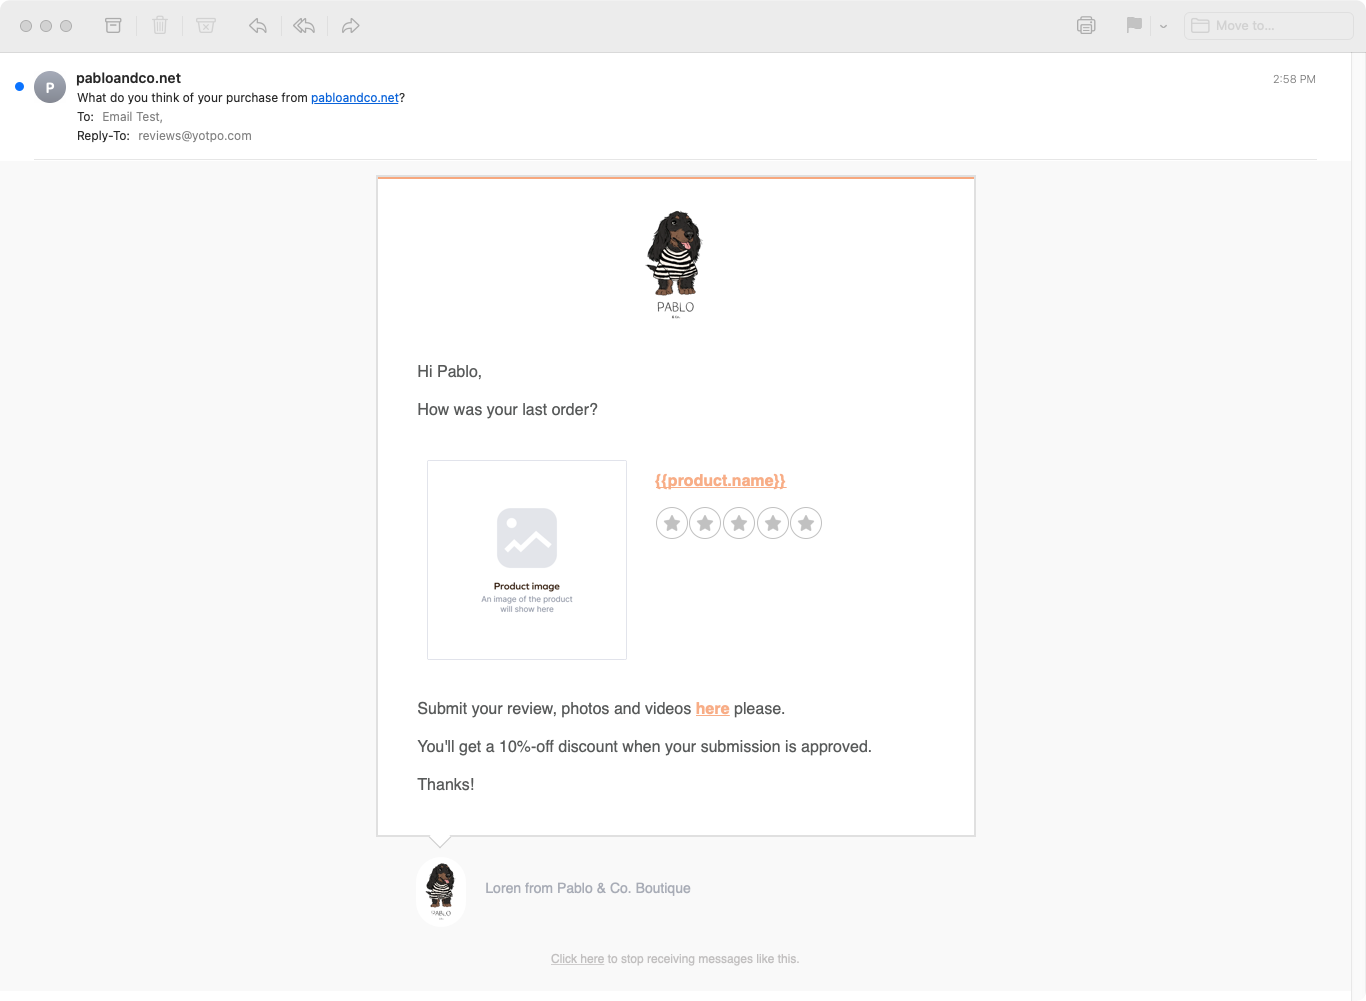 Move to...
P
pabloandco.net
2:58 PM
What do you think of your purchase from pabloandco.net?
To: Email Test,
Reply-To: reviews@yotpo.com
PABLO
& Co.
Hi Pablo,
How was your last order?
{{product.name}}
Product image
An image of the product
will show here
Submit your review, photos and videos here please.
You'll get a 10%-off discount when your submission is approved.
Thanks!
Loren from Pablo & Co. Boutique
PABLO
Click here to stop receiving messages like this.